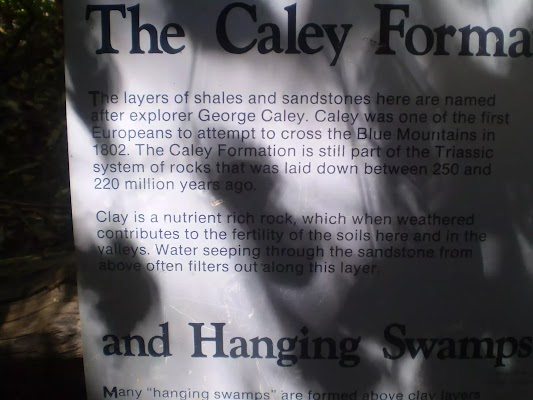 The Caley Forma
The layers of shales and sandstones here are named
after explorer George Caley. Caley was one of the first
Europeans to attempt to cross the Blue Mountains in
1802. The Caley Formation is still part of the Triassic
system of rocks that was laid down between 250 and
220 million years ago.
Clay is a nutrient rich rock, which when weathered
contributes to the fertility of the soils here and in the
valleys. Water seeping through the sandstone from
above often filters out along this layer.
and Hanging Swamps
Many "hanging swamps" are formed above clay layers